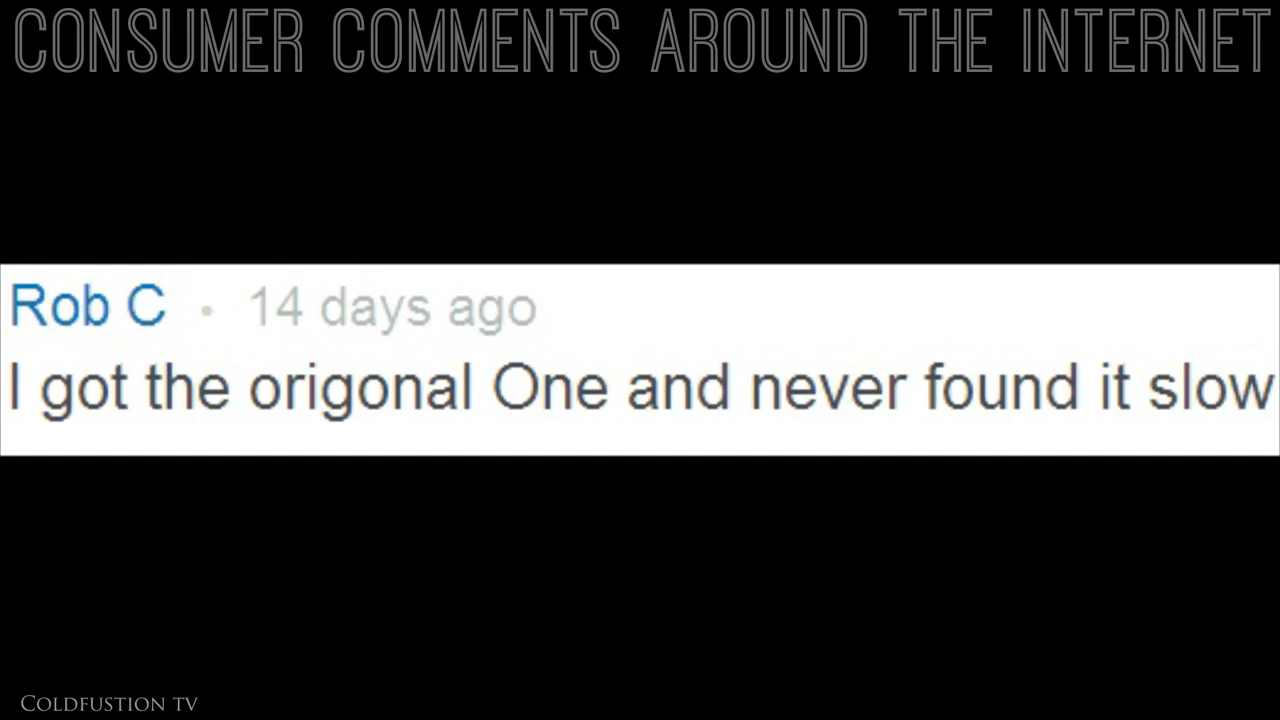 CONSUMER COMMENTS AROUND THE INTERNET
Rob C • 14 days ago
I got the origonal One and never found it slow
COLDFUSTION TV